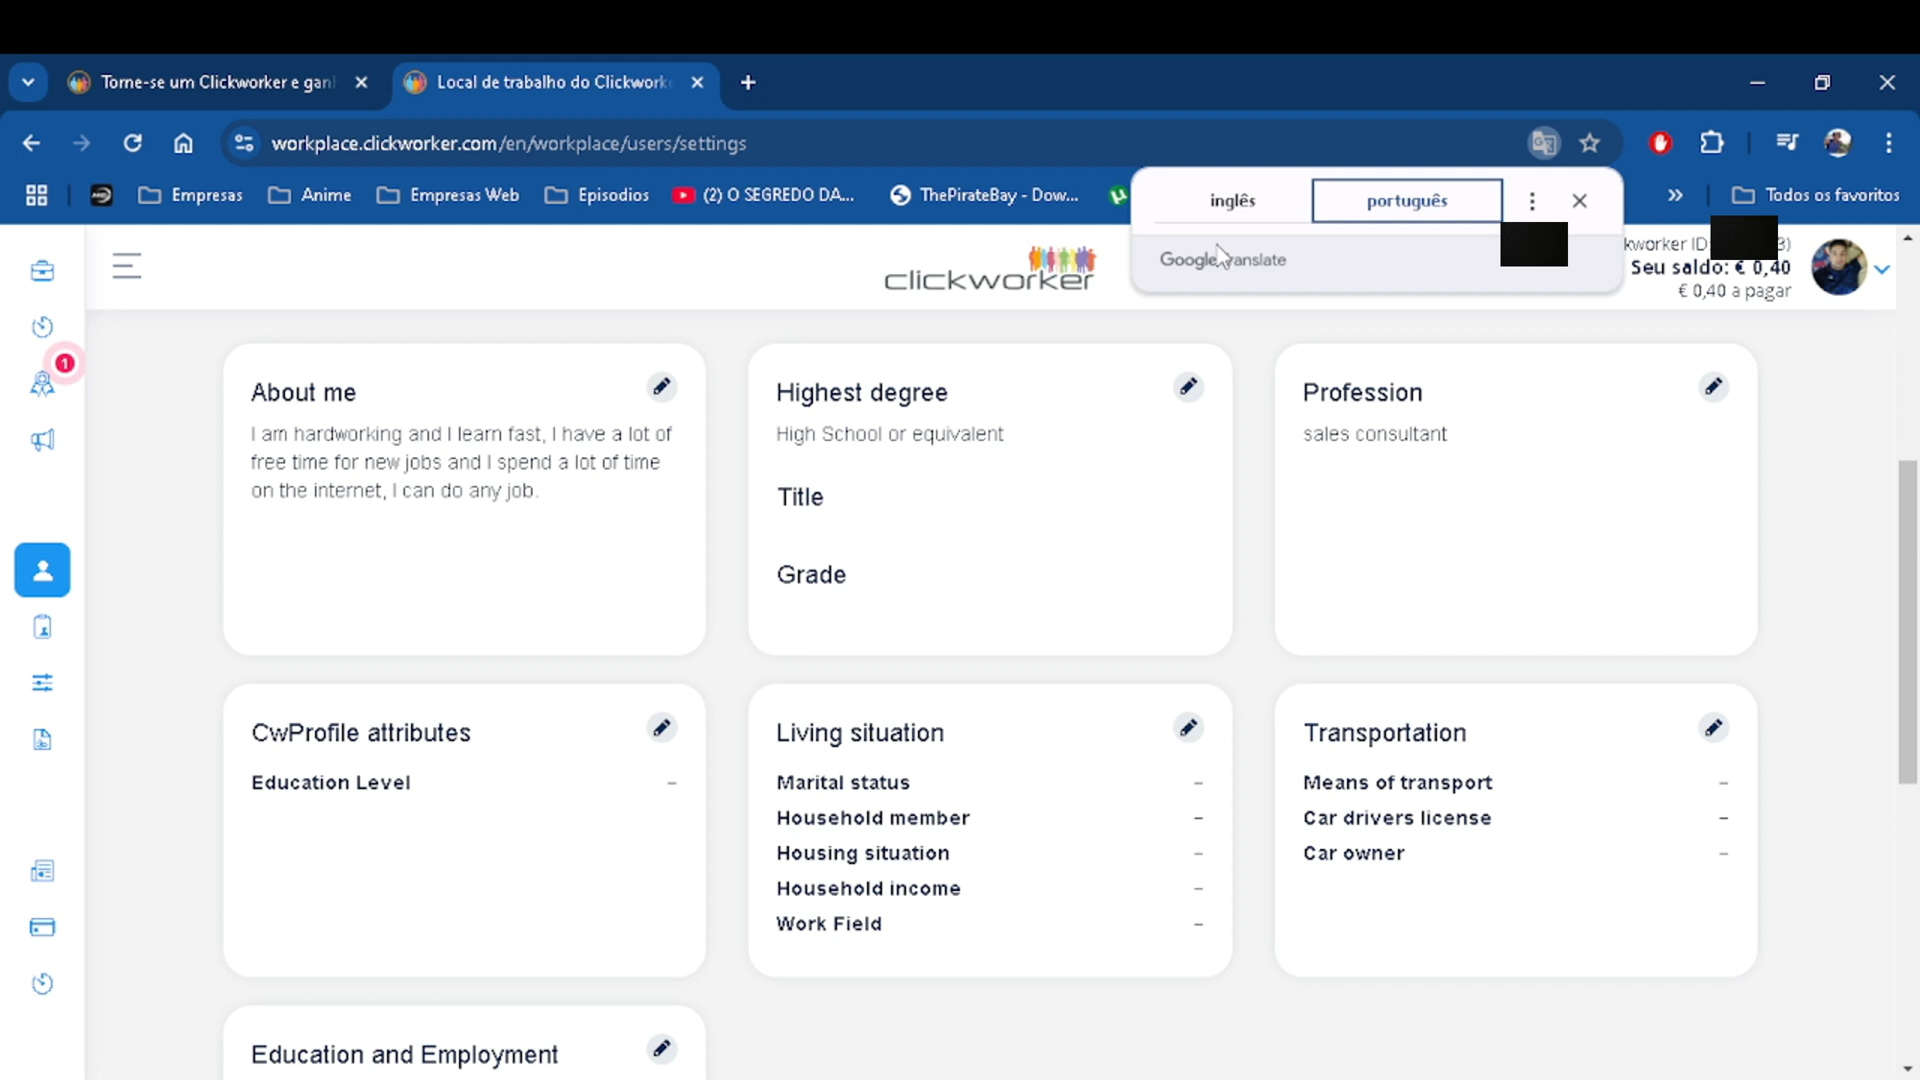 Torne-se um Clickworker e ganh
Local de trabalho do Clickworke
workplace.clickworker.com/en/workplace/users/settings
Empresas
Anime
Empresas Web
Episodios
(2) O SEGREDO DA...
ThePirateBay - Dow...
Todos os favoritos
inglês
português
Google Translate
clickworker
kworker ID:
3)
Seu saldo: € 0,40
€ 0,40 a pagar
1
About me
I am hardworking and I learn fast, I have a lot of
free time for new jobs and I spend a lot of time
on the internet, I can do any job.
Highest degree
High School or equivalent
Title
Grade
Profession
sales consultant
CwProfile attributes
Education Level –
Living situation
Marital status –
Household member –
Housing situation –
Household income –
Work Field –
Transportation
Means of transport –
Car drivers license –
Car owner –
Education and Employment